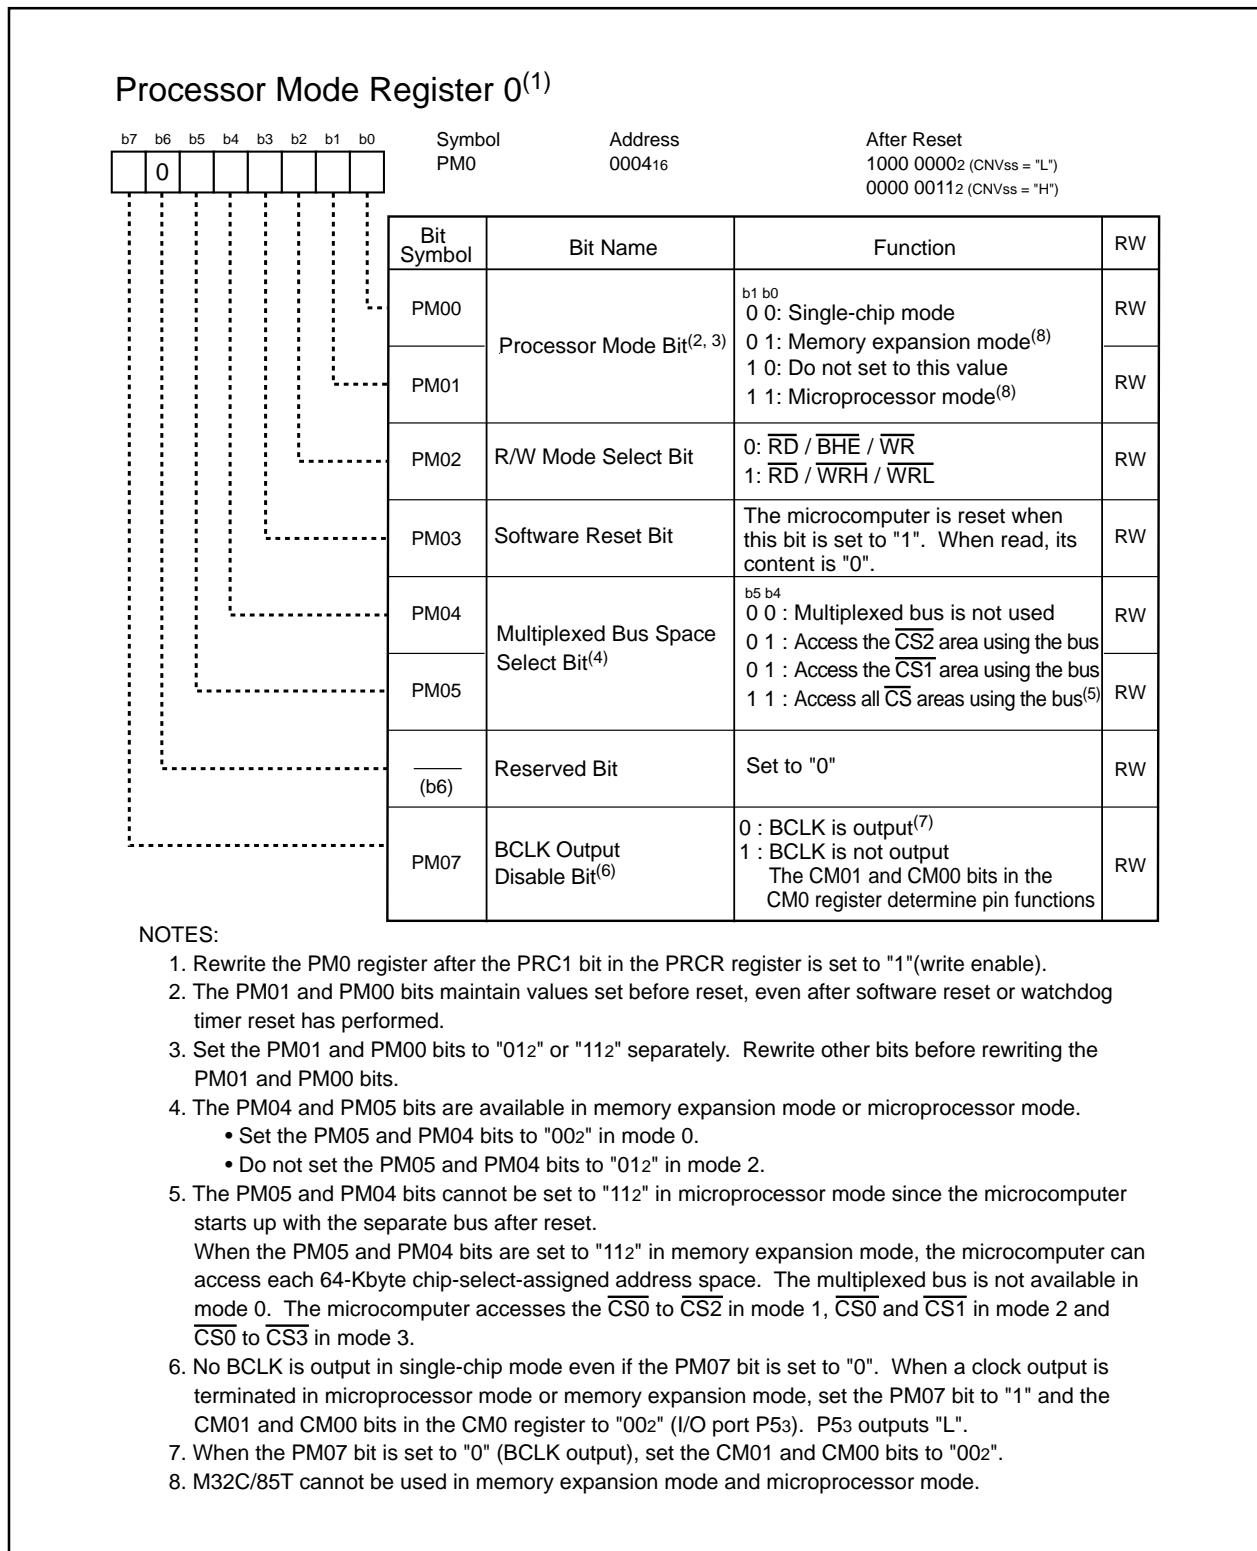 Processor Mode Register 0(1)
b7 b6 b5 b4 b3 b2 b1 b0
0
Symbol Address After Reset
PM0 000416 1000 00002 (CNVss = "L")
0000 00112 (CNVss = "H")
Bit Symbol Bit Name Function RW
PM00 RW
PM01 RW
Processor Mode Bit(2, 3)
b1 b0
0 0: Single-chip mode
0 1: Memory expansion mode(8)
1 0: Do not set to this value
1 1: Microprocessor mode(8)
PM02 R/W Mode Select Bit RW
0: R̅D̅ / B̅H̅E̅ / W̅R̅
1: R̅D̅ / W̅R̅H̅ / W̅R̅L̅
PM03 Software Reset Bit RW
The microcomputer is reset when
this bit is set to "1". When read, its
content is "0".
PM04 RW
PM05 RW
Multiplexed Bus Space
Select Bit(4)
b5 b4
0 0 : Multiplexed bus is not used
0 1 : Access the C̅S̅2̅ area using the bus
0 1 : Access the C̅S̅1̅ area using the bus
1 1 : Access all C̅S̅ areas using the bus(5)
(b6) Reserved Bit Set to "0" RW
PM07 RW
BCLK Output
Disable Bit(6)
0 : BCLK is output(7)
1 : BCLK is not output
The CM01 and CM00 bits in the
CM0 register determine pin functions
NOTES:
1. Rewrite the PM0 register after the PRC1 bit in the PRCR register is set to "1"(write enable).
2. The PM01 and PM00 bits maintain values set before reset, even after software reset or watchdog
timer reset has performed.
3. Set the PM01 and PM00 bits to "012" or "112" separately. Rewrite other bits before rewriting the
PM01 and PM00 bits.
4. The PM04 and PM05 bits are available in memory expansion mode or microprocessor mode.
• Set the PM05 and PM04 bits to "002" in mode 0.
• Do not set the PM05 and PM04 bits to "012" in mode 2.
5. The PM05 and PM04 bits cannot be set to "112" in microprocessor mode since the microcomputer
starts up with the separate bus after reset.
When the PM05 and PM04 bits are set to "112" in memory expansion mode, the microcomputer can
access each 64-Kbyte chip-select-assigned address space. The multiplexed bus is not available in
mode 0. The microcomputer accesses the C̅S̅0̅ to C̅S̅2̅ in mode 1, C̅S̅0̅ and C̅S̅1̅ in mode 2 and
C̅S̅0̅ to C̅S̅3̅ in mode 3.
6. No BCLK is output in single-chip mode even if the PM07 bit is set to "0". When a clock output is
terminated in microprocessor mode or memory expansion mode, set the PM07 bit to "1" and the
CM01 and CM00 bits in the CM0 register to "002" (I/O port P53). P53 outputs "L".
7. When the PM07 bit is set to "0" (BCLK output), set the CM01 and CM00 bits to "002".
8. M32C/85T cannot be used in memory expansion mode and microprocessor mode.